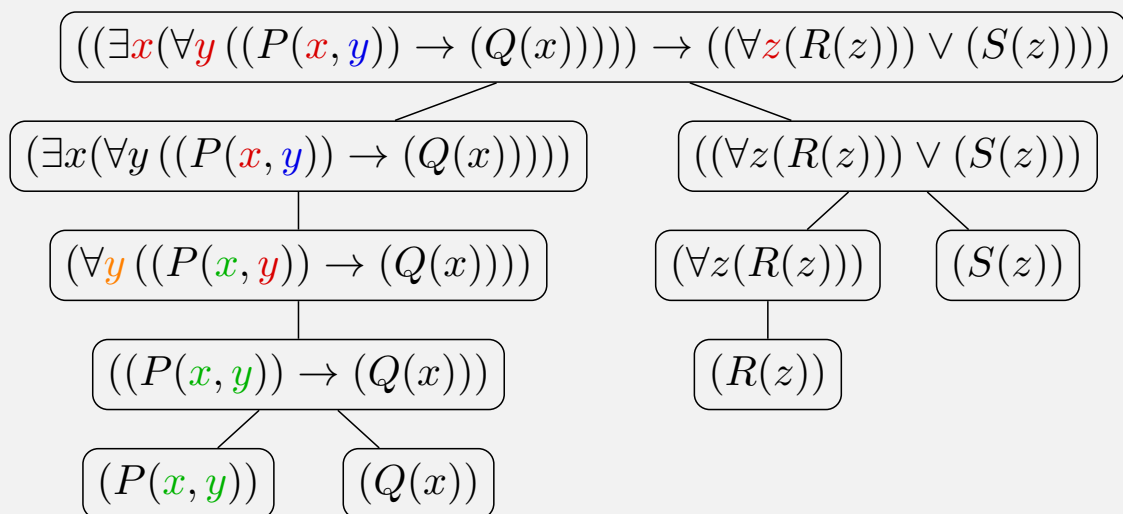 ((∃x(∀y ((P(x, y)) → (Q(x))))) → ((∀z(R(z))) ∨ (S(z))))
(∃x(∀y ((P(x, y)) → (Q(x)))))
((∀z(R(z))) ∨ (S(z)))
(∀y ((P(x, y)) → (Q(x))))
(∀z(R(z)))
(S(z))
((P(x, y)) → (Q(x)))
(R(z))
(P(x, y))
(Q(x))